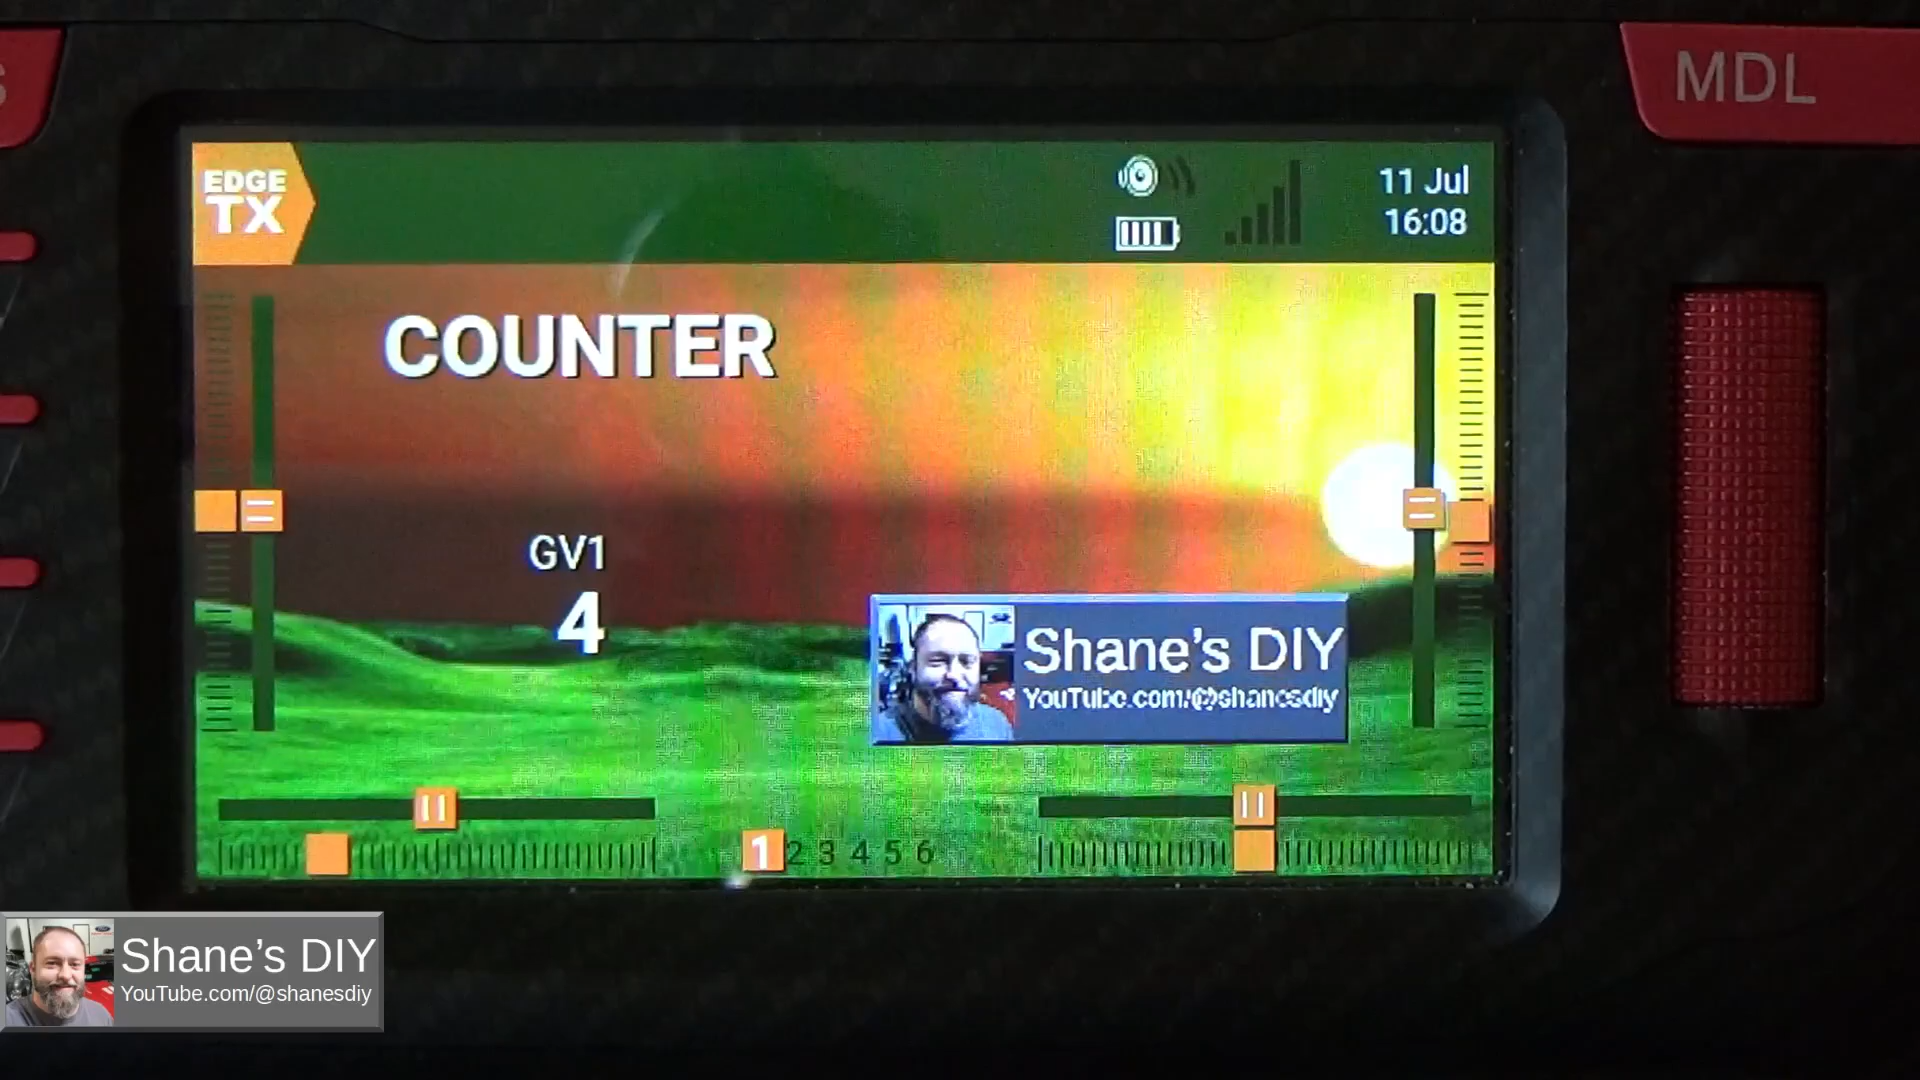 MDL
EDGE
TX
11 Jul
16:08
COUNTER
GV1
4
Shane's DIY
YouTube.com/@shanesdiy
1 2 3 4 5 6
Shane's DIY
YouTube.com/@shanesdiy